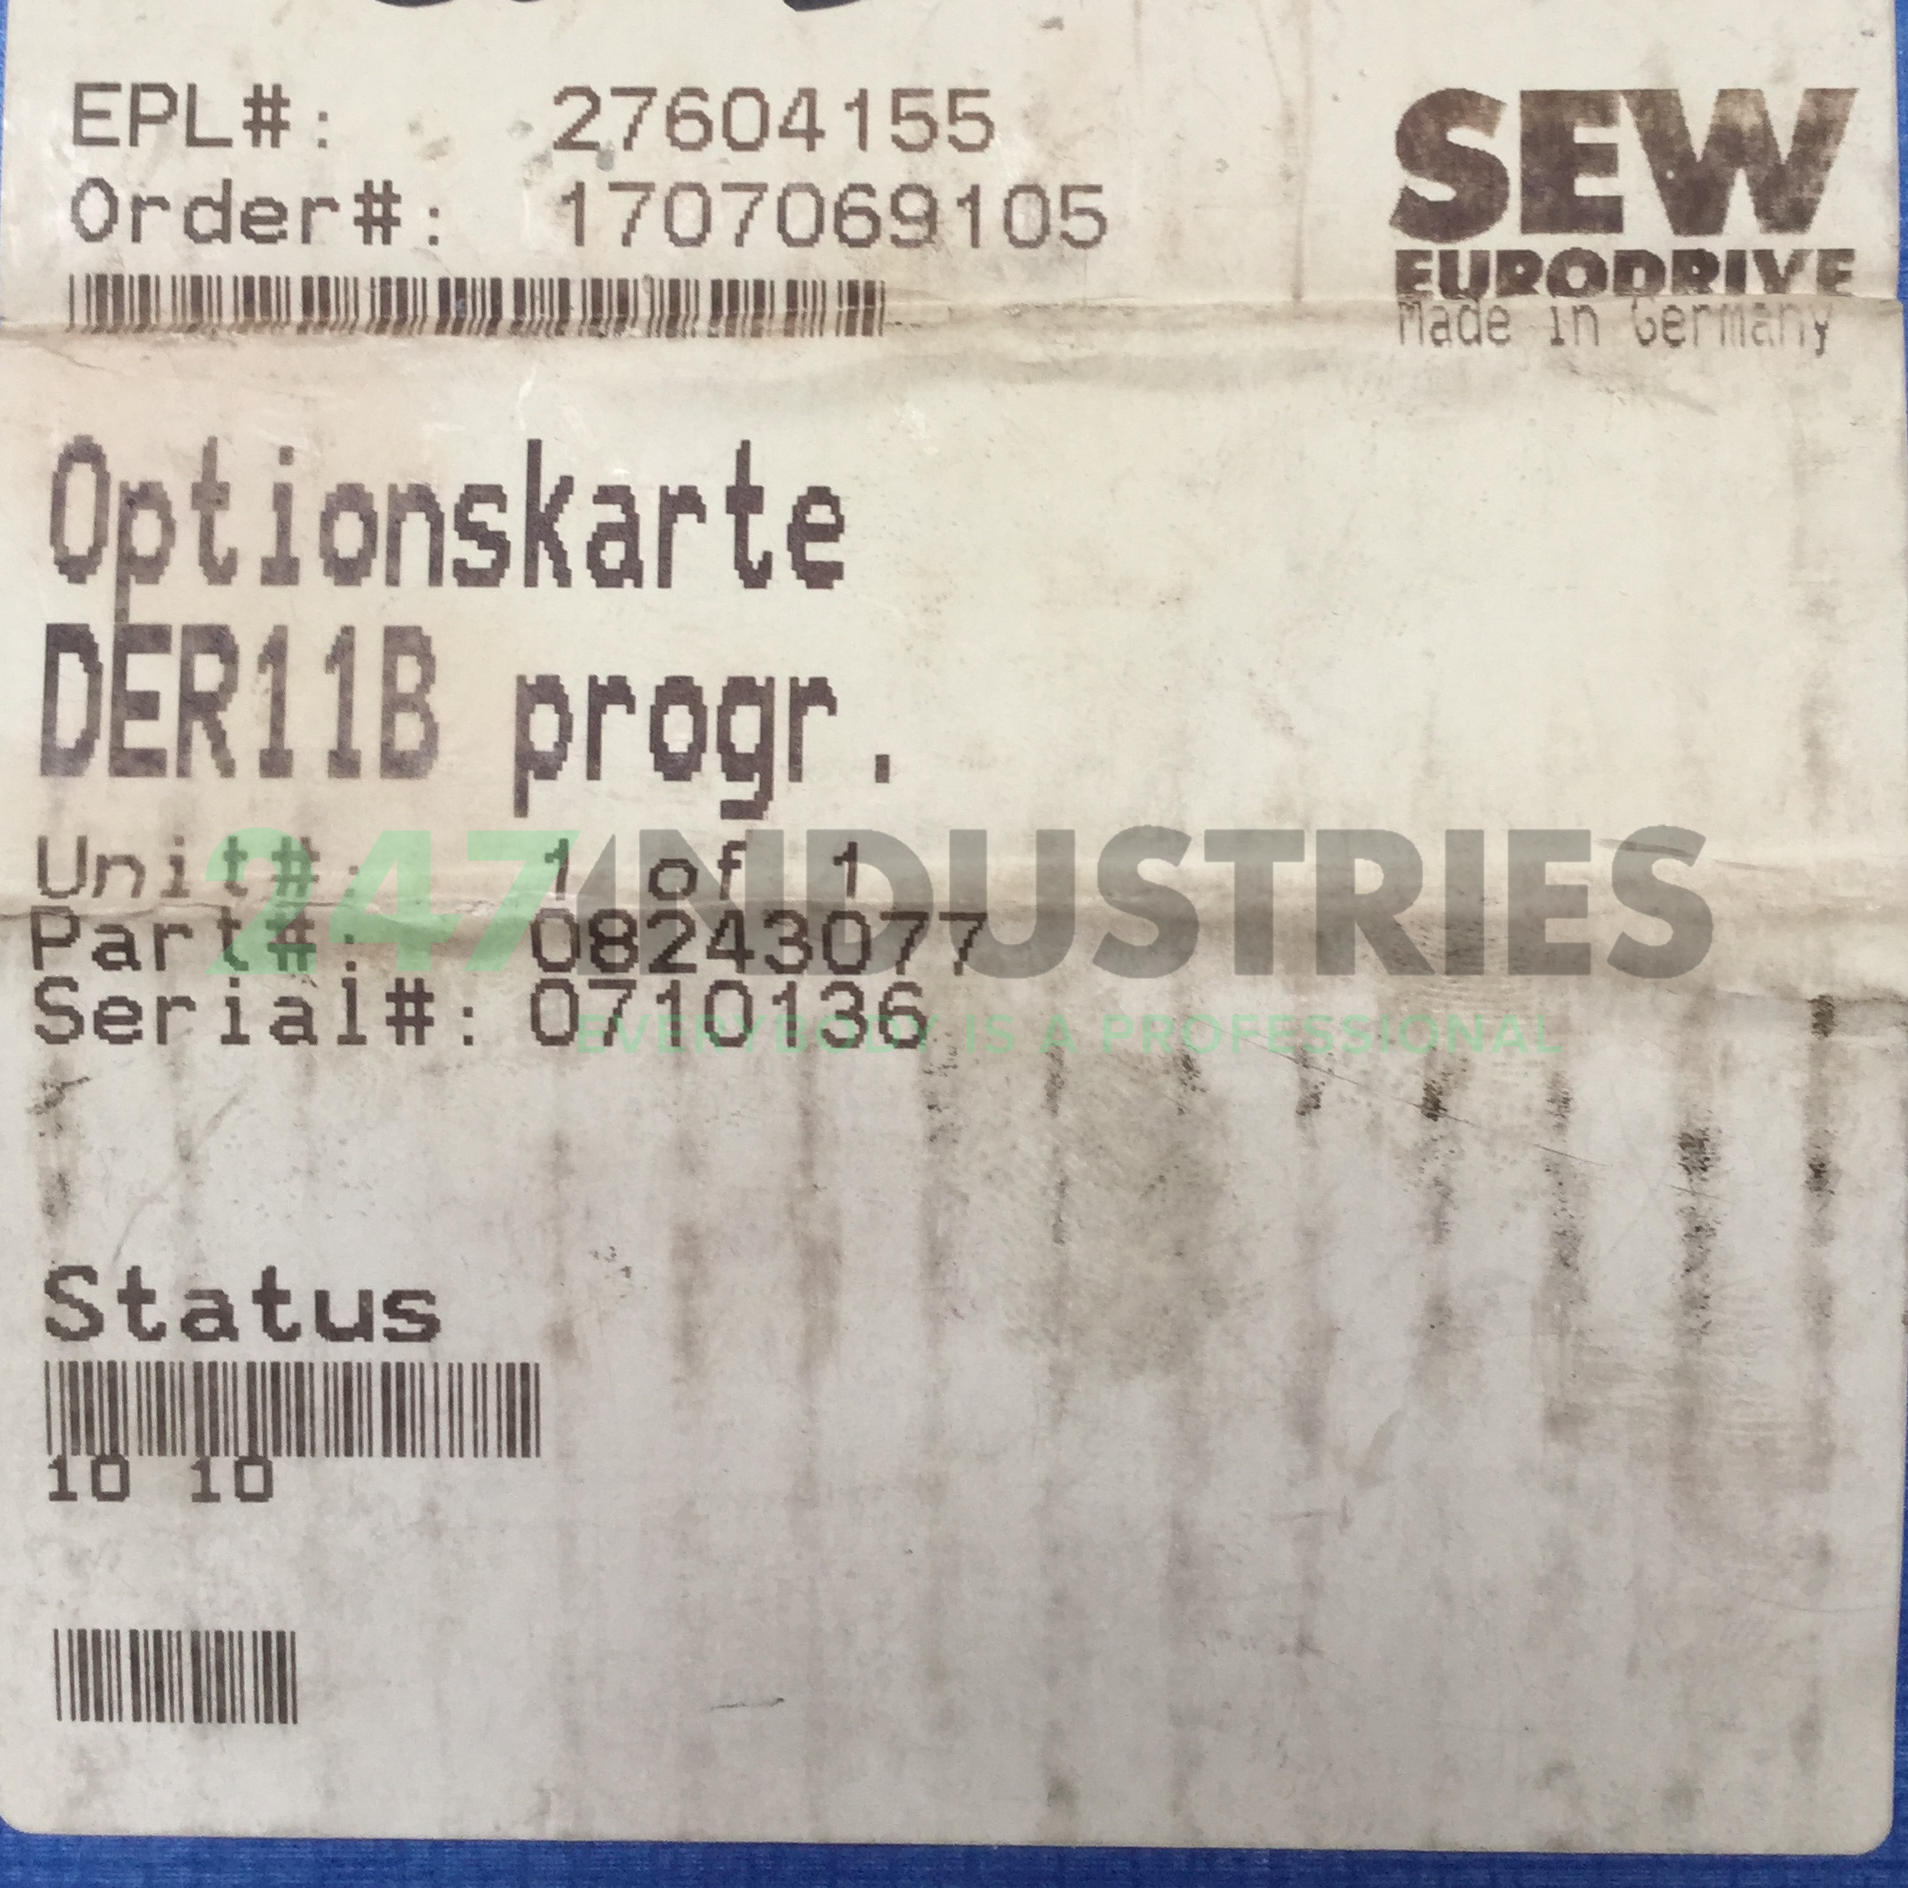 EPL#: 27604155
Order#: 1707069105
SEW
EURODRIVE
Made in Germany
Optionskarte
DER11B progr.
Unit#: 1 of 1
Part#: 08243077
Serial#: 0710136
247INDUSTRIES
EVERYBODY IS A PROFESSIONAL
Status
10 10